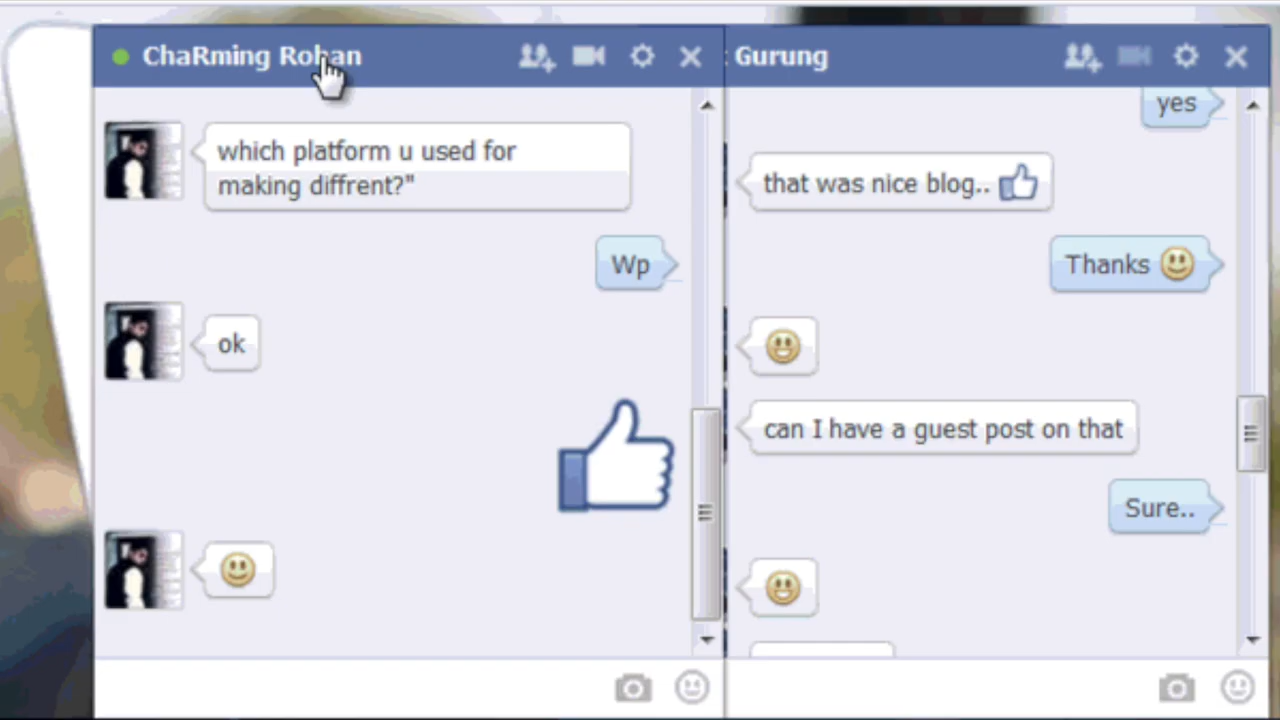 ChaRming Rohan
which platform u used for
making diffrent?"
Wp
ok
Gurung
yes
that was nice blog..
Thanks
can I have a guest post on that
Sure..